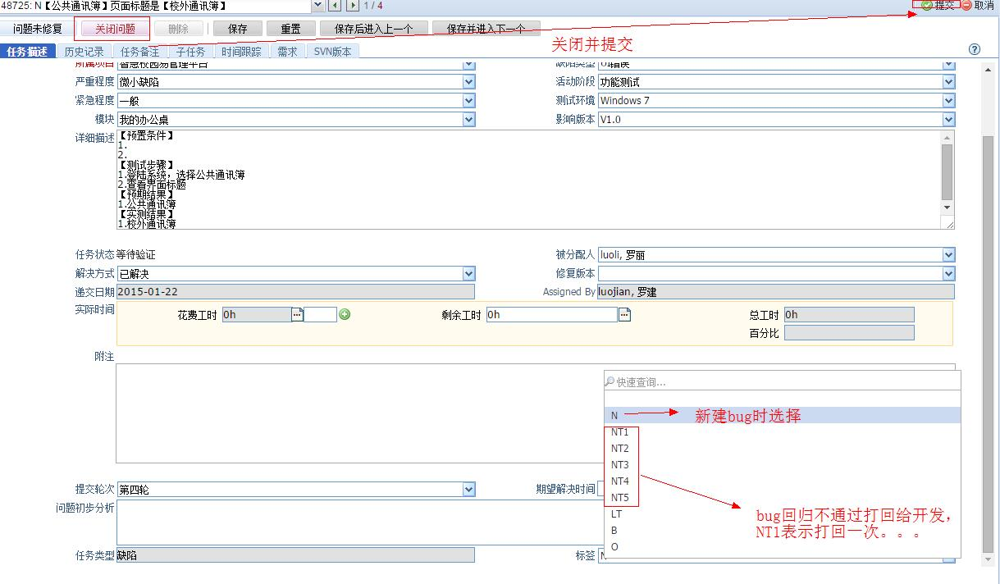 48725: N【公共通讯簿】页面标题是【校外通讯簿】 1 / 4 提交 取消
问题未修复 关闭问题 删除 保存 重置 保存后进入上一个 保存并进入下一个
关闭并提交
任务描述 历史记录 任务备注 子任务 时间跟踪 需求 SVN版本
所属项目 智慧校园易管理平台 缺陷类型 UI错误
严重程度 微小缺陷 活动阶段 功能测试
紧急程度 一般 测试环境 Windows 7
模块 我的办公桌 影响版本 V1.0
详细描述 【预置条件】
1.
2.
【测试步骤】
1.登陆系统，选择公共通讯簿
2.查看界面标题
【预期结果】
1.公共通讯簿
【实测结果】
1.校外通讯簿
任务状态 等待验证 被分配人 luoli, 罗丽
解决方式 已解决 修复版本
递交日期 2015-01-22 Assigned By luojian, 罗建
实际时间 花费工时 0h 剩余工时 0h 总工时 0h
百分比
附注
快速查询...
N 新建bug时选择
NT1
NT2
NT3
NT4
NT5
LT
B
O
bug回归不通过打回给开发，
NT1表示打回一次。。。
提交轮次 第四轮 期望解决时间
问题初步分析
任务类型 缺陷 标签 N